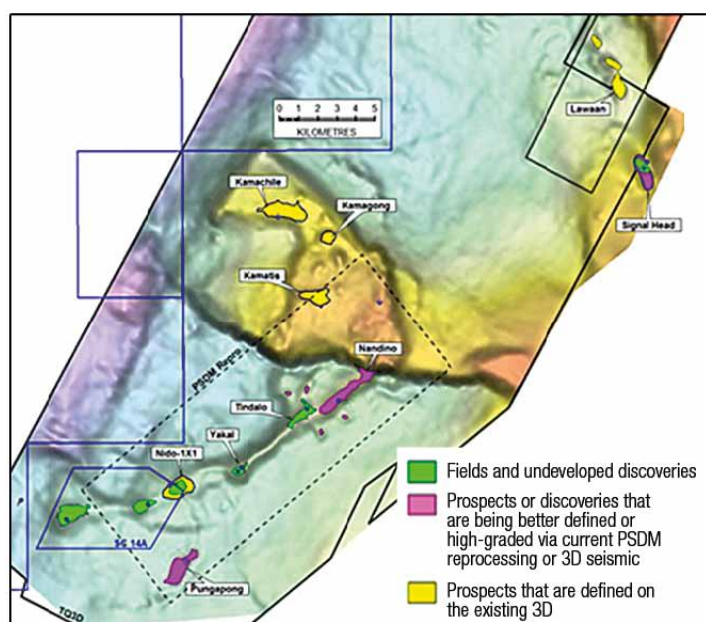 0 1 2 3 4 5
KILOMETRES
Lawaan
Kamachile
Kamagong
Signal Head
Kamatis
PSDM Repro
Nandino
Tindalo
Yakal
Nido-1X1
SC 14A
Pungapong
TQ3D
Fields and undeveloped discoveries
Prospects or discoveries that
are being better defined or
high-graded via current PSDM
reprocessing or 3D seismic
Prospects that are defined on
the existing 3D